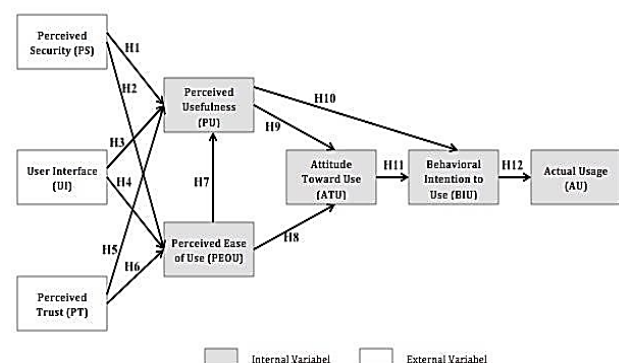 Perceived
Security (PS)
H1
H2
Perceived
Usefulness
(PU)
H10
H9
H3
User Interface
(UI)
H4
H7
Attitude
Toward Use
(ATU)
H11
Behavioral
Intention to
Use (BIU)
H12
Actual Usage
(AU)
H5
H6
Perceived Ease
of Use (PEOU)
H8
Perceived
Trust (PT)
Internal Variabel
External Variabel